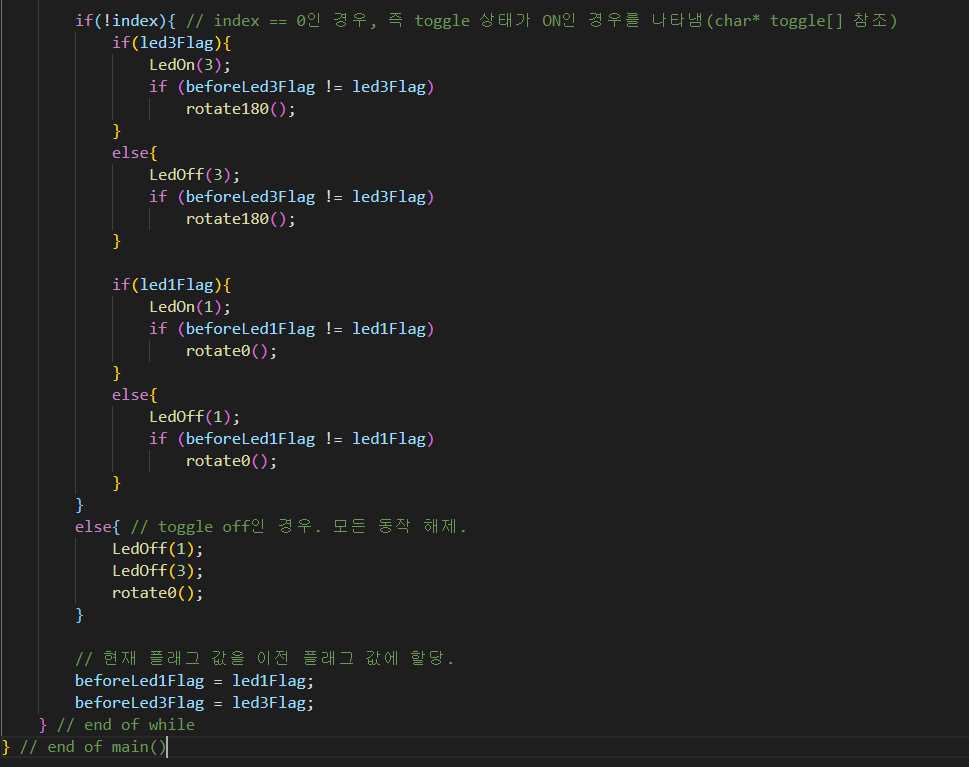 if(!index){ // index == 0인 경우, 즉 toggle 상태가 ON인 경우를 나타냄(char* toggle[] 참조)
if(led3Flag){
LedOn(3);
if (beforeLed3Flag != led3Flag)
rotate180();
}
else{
LedOff(3);
if (beforeLed3Flag != led3Flag)
rotate180();
}
if(led1Flag){
LedOn(1);
if (beforeLed1Flag != led1Flag)
rotate0();
}
else{
LedOff(1);
if (beforeLed1Flag != led1Flag)
rotate0();
}
}
else{ // toggle off인 경우. 모든 동작 해제.
LedOff(1);
LedOff(3);
rotate0();
}
// 현재 플래그 값을 이전 플래그 값에 할당.
beforeLed1Flag = led1Flag;
beforeLed3Flag = led3Flag;
} // end of while
} // end of main()